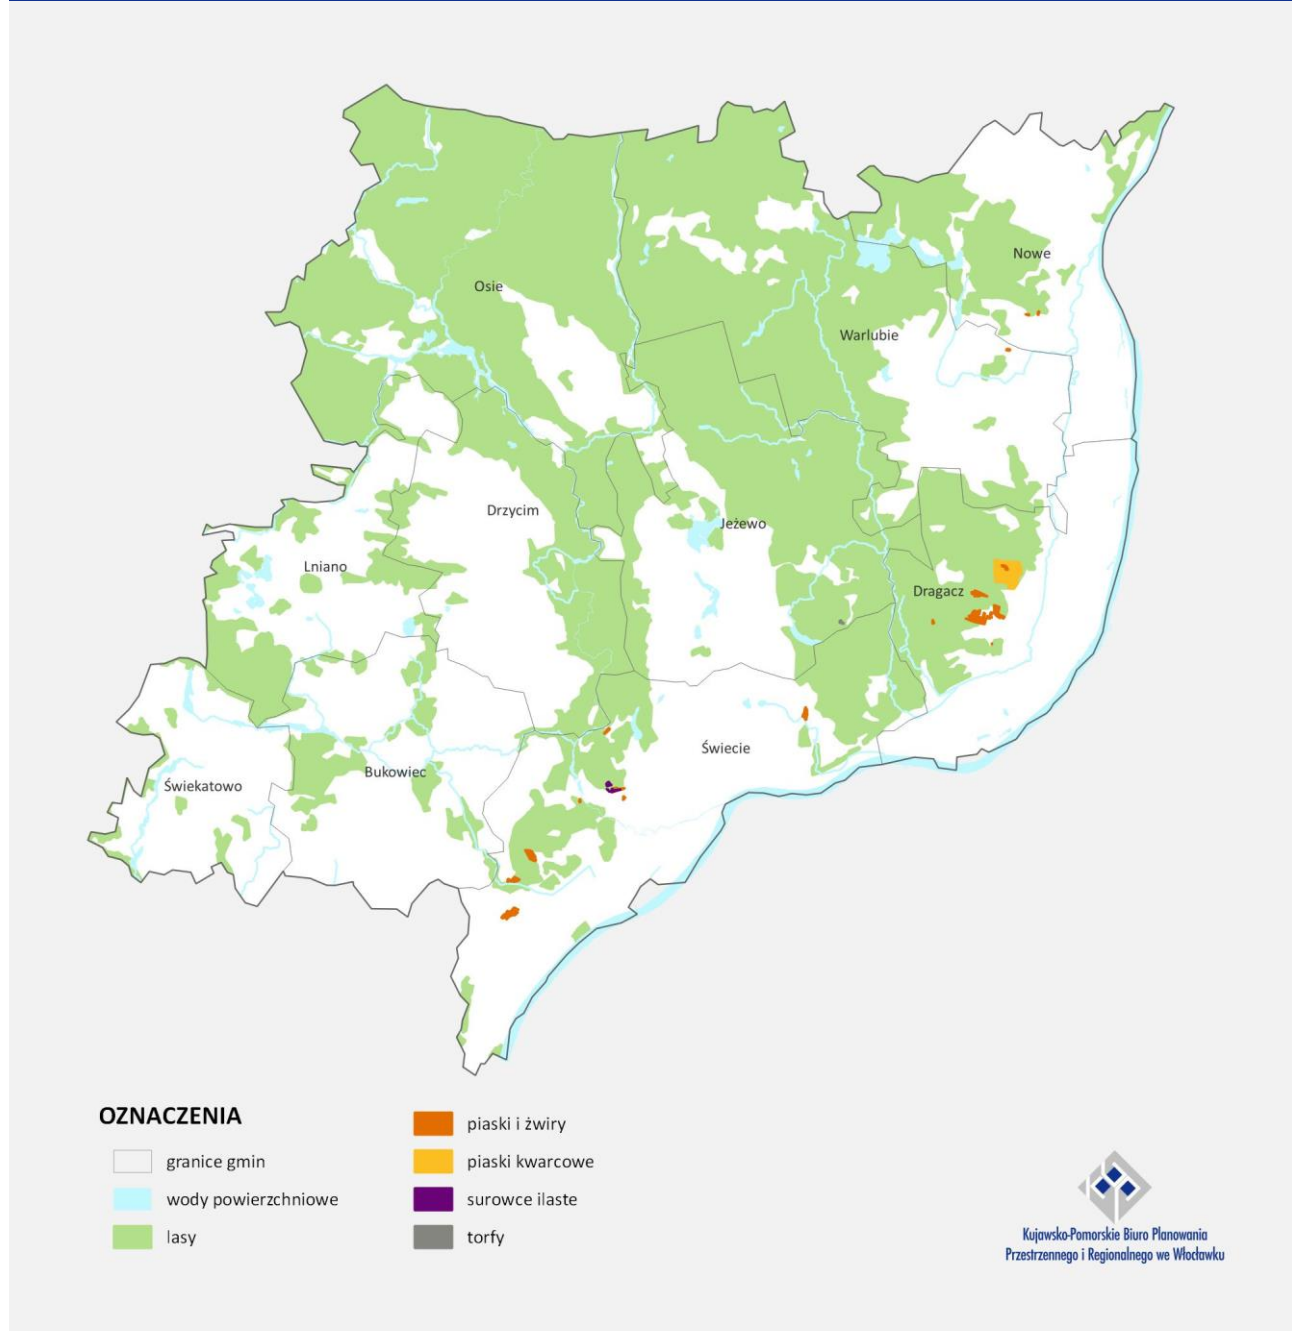 Nowe
Osie
Warlubie
Drzycim
Jeżewo
Lniano
Dragacz
Świecie
Bukowiec
Świekatowo
OZNACZENIA
granice gmin
wody powierzchniowe
lasy
piaski i żwiry
piaski kwarcowe
surowce ilaste
torfy
Kujawsko-Pomorskie Biuro Planowania
Przestrzennego i Regionalnego we Włocławku